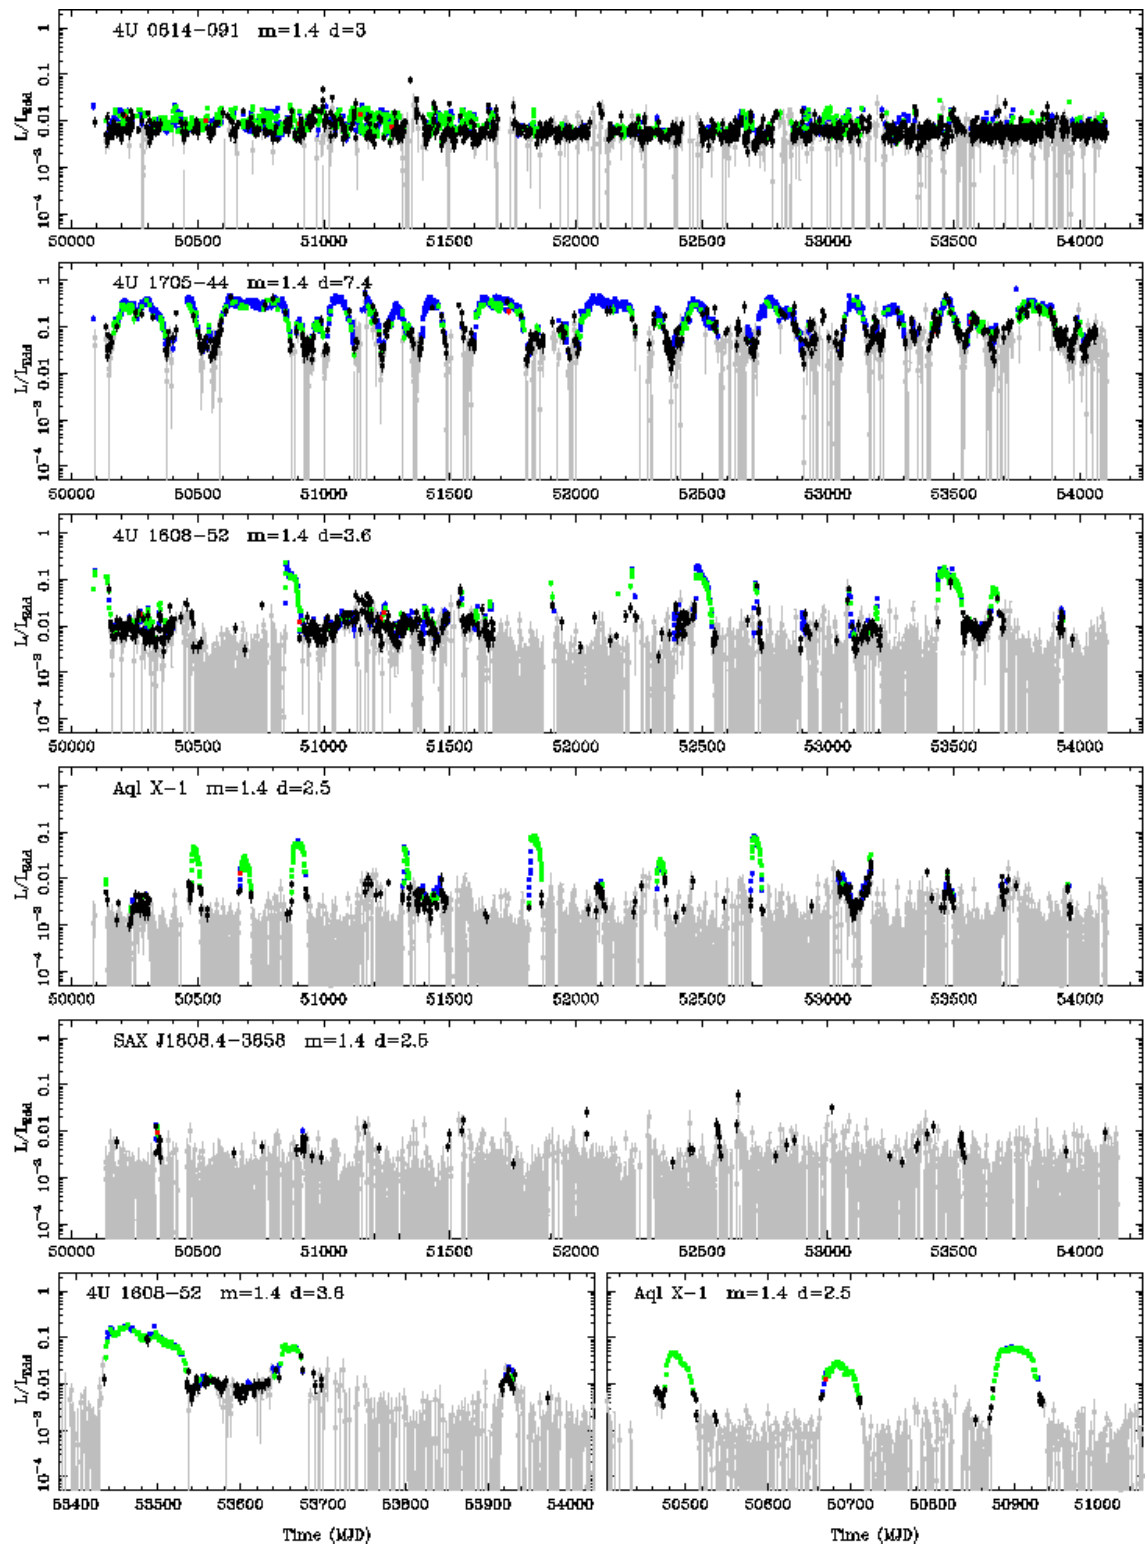 4U 0614-091 m=1.4 d=3
L/L_Edd
1
0.1
0.01
10^-3
10^-4
50000 50500 51000 51500 52000 52500 53000 53500 54000
4U 1705-44 m=1.4 d=7.4
L/L_Edd
1
0.1
0.01
10^-3
10^-4
50000 50500 51000 51500 52000 52500 53000 53500 54000
4U 1608-52 m=1.4 d=3.6
L/L_Edd
1
0.1
0.01
10^-3
10^-4
50000 50500 51000 51500 52000 52500 53000 53500 54000
Aql X-1 m=1.4 d=2.5
L/L_Edd
1
0.1
0.01
10^-3
10^-4
50000 50500 51000 51500 52000 52500 53000 53500 54000
SAX J1808.4-3658 m=1.4 d=2.5
L/L_Edd
1
0.1
0.01
10^-3
10^-4
50000 50500 51000 51500 52000 52500 53000 53500 54000
4U 1608-52 m=1.4 d=3.6
L/L_Edd
1
0.1
0.01
10^-3
10^-4
53400 53500 53600 53700 53800 53900 54000
Time (MJD)
Aql X-1 m=1.4 d=2.5
50500 50600 50700 50800 50900 51000
Time (MJD)